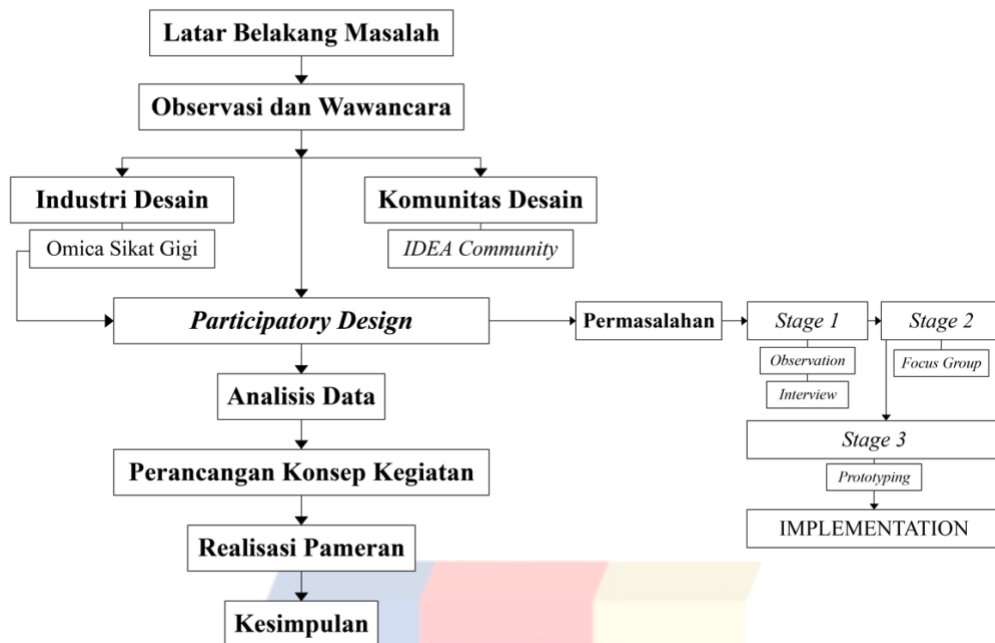 Latar Belakang Masalah
Observasi dan Wawancara
Industri Desain
Komunitas Desain
Omica Sikat Gigi
IDEA Community
Participatory Design
Permasalahan
Stage 1
Stage 2
Observation
Focus Group
Interview
Stage 3
Prototyping
IMPLEMENTATION
Analisis Data
Perancangan Konsep Kegiatan
Realisasi Pameran
Kesimpulan